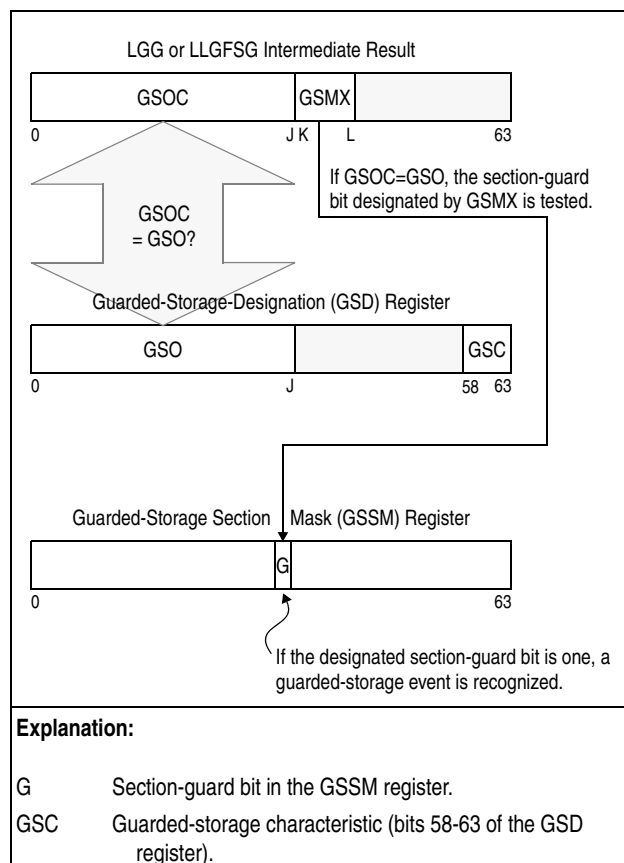 LGG or LLGFSG Intermediate Result
GSOC GSMX
0 J K L 63
If GSOC=GSO, the section-guard
bit designated by GSMX is tested.
GSOC
= GSO?
Guarded-Storage-Designation (GSD) Register
GSO GSC
0 J 58 63
Guarded-Storage Section Mask (GSSM) Register
G
0 63
If the designated section-guard bit is one, a
guarded-storage event is recognized.
Explanation:
G Section-guard bit in the GSSM register.
GSC Guarded-storage characteristic (bits 58-63 of the GSD
register).